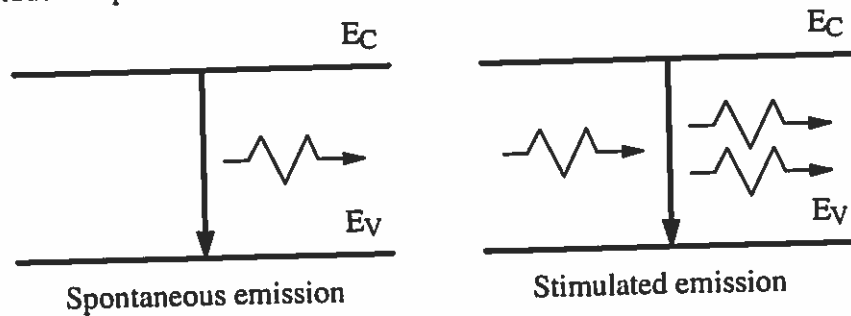 E_C
E_C
E_V
E_V
Spontaneous emission
Stimulated emission